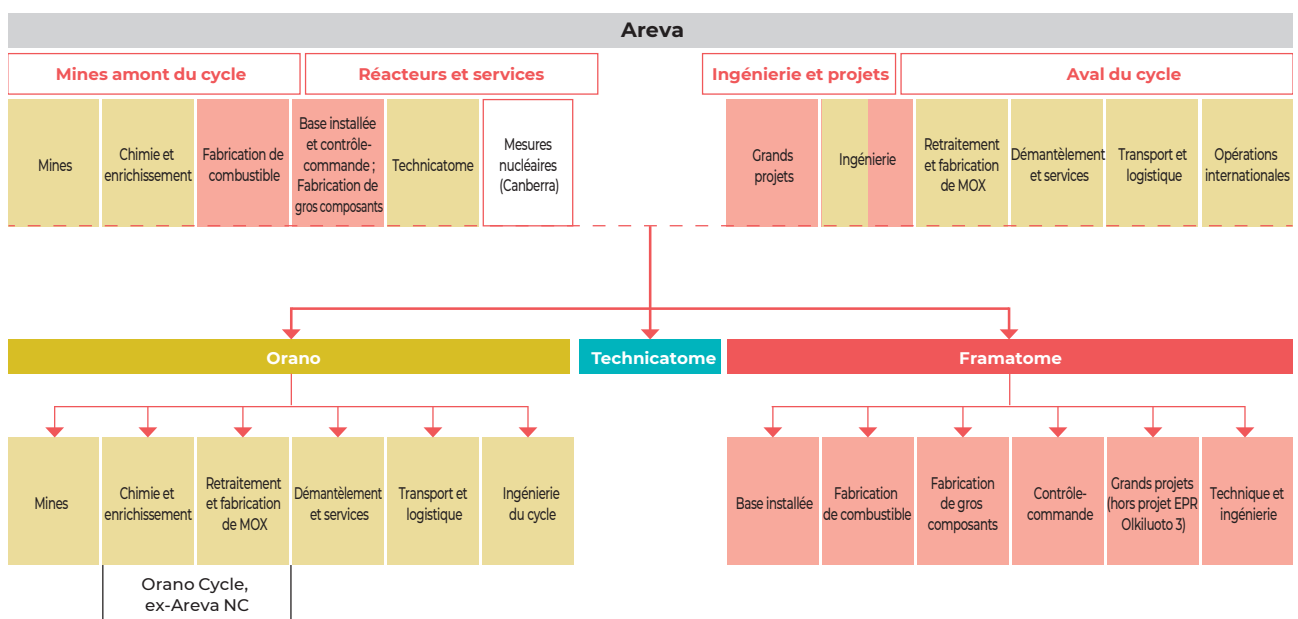 Areva
Mines amont du cycle
Réacteurs et services
Ingénierie et projets
Aval du cycle
Mines
Chimie et
enrichissement
Fabrication de
combustible
Base installée
et contrôle-
commande ;
Fabrication de
gros composants
Technicatome
Mesures
nucléaires
(Canberra)
Grands
projets
Ingénierie
Retraitement
et fabrication
de MOX
Démantèlement
et services
Transport et
logistique
Opérations
internationales
Orano
Technicatome
Framatome
Mines
Chimie et
enrichissement
Retraitement
et fabrication
de MOX
Démantèlement
et services
Transport et
logistique
Ingénierie
du cycle
Base installée
Fabrication
de combustible
Fabrication
de gros
composants
Contrôle-
commande
Grands projets
(hors projet EPR
Olkiluoto 3)
Technique et
ingénierie
Orano Cycle,
ex-Areva NC